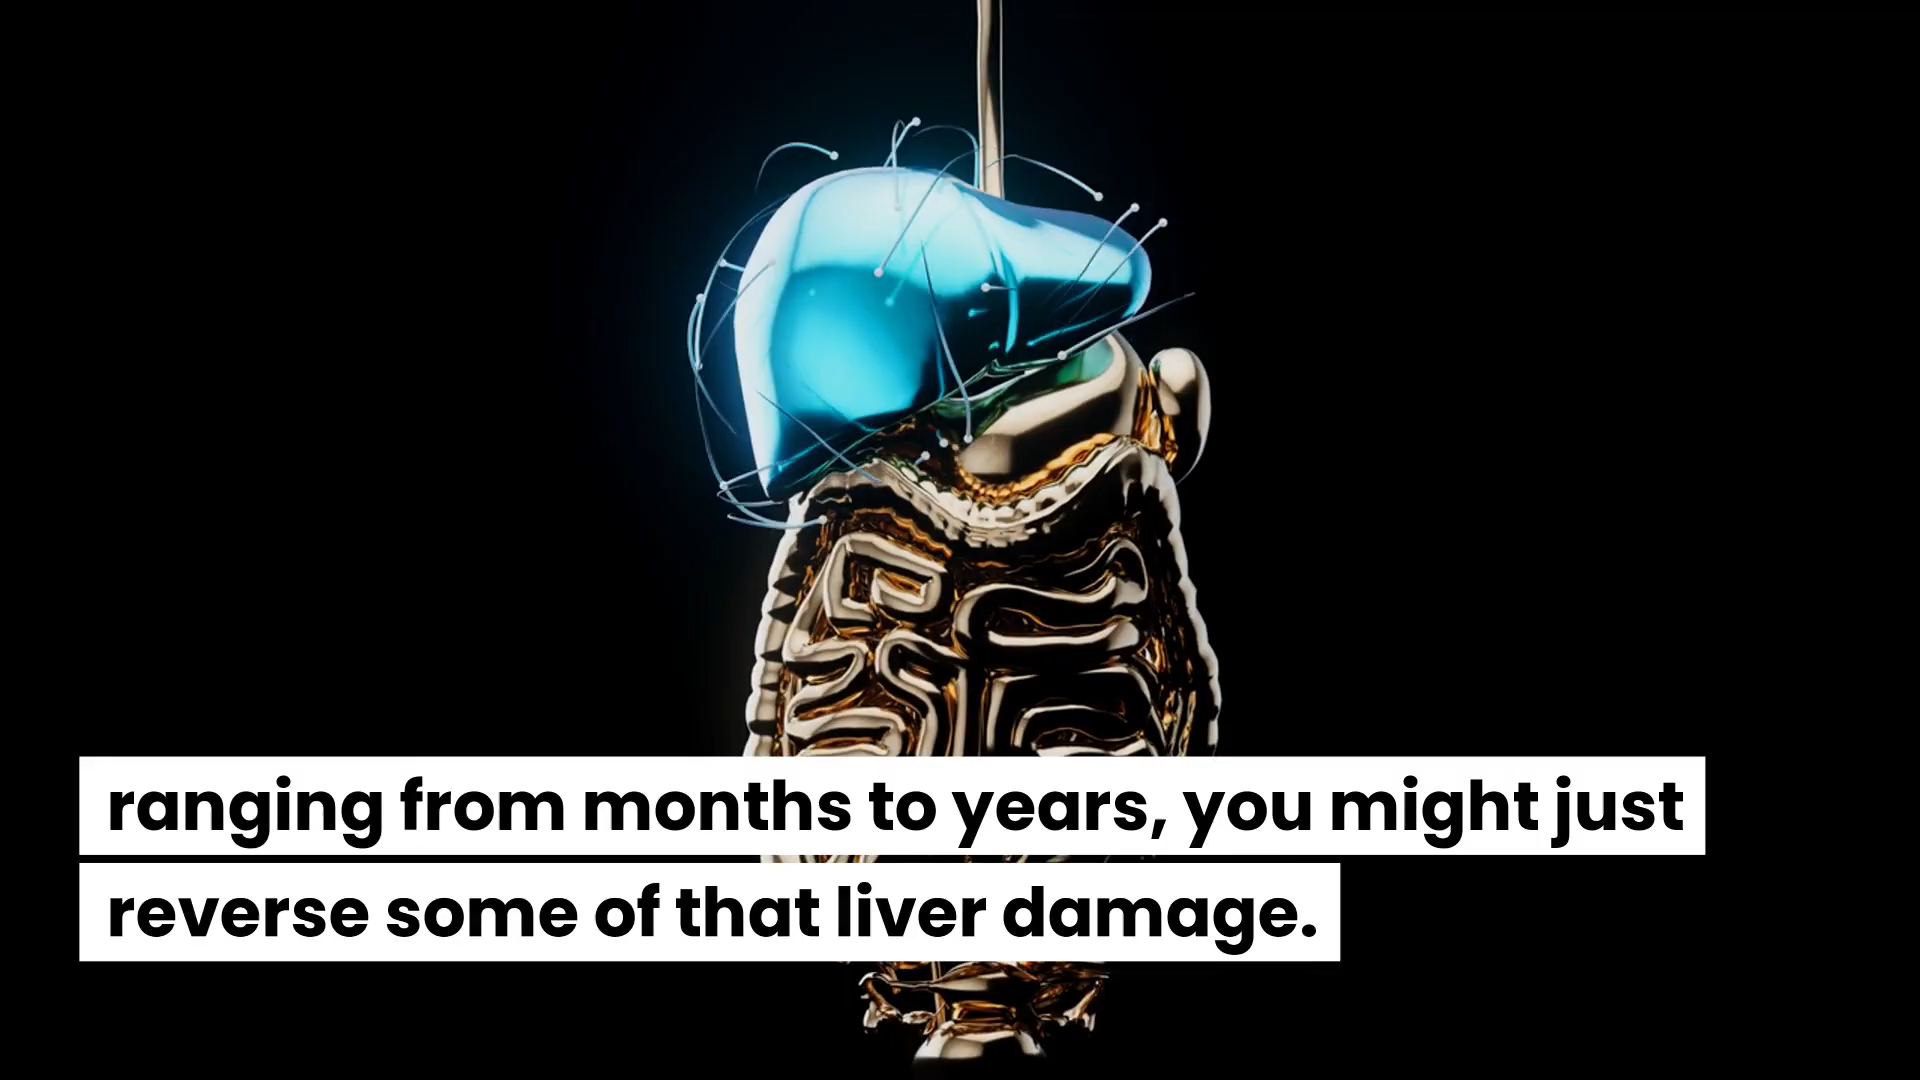 ranging from months to years, you might just
reverse some of that liver damage.